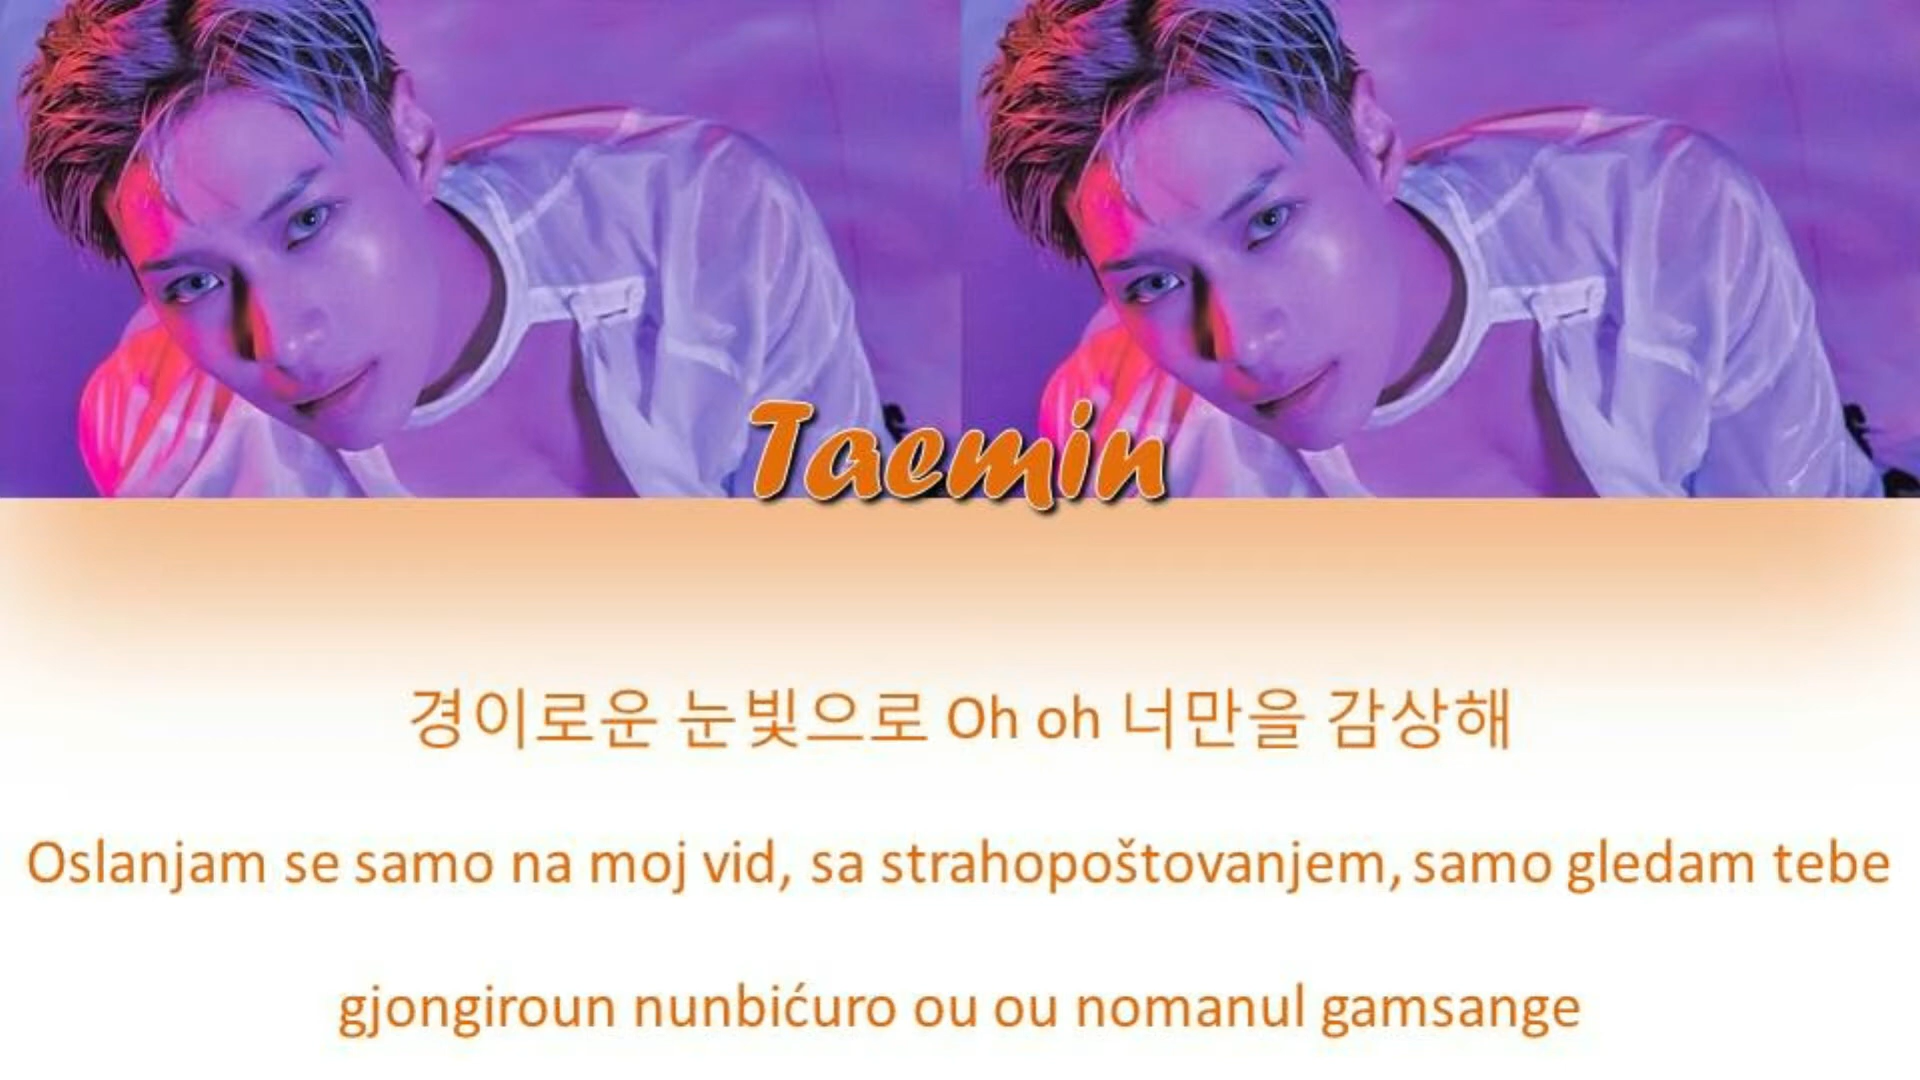 Taemin
경이로운 눈빛으로 Oh oh 너만을 감상해
Oslanjam se samo na moj vid, sa strahopoštovanjem, samo gledam tebe
gjongiroun nunbićuro ou ou nomanul gamsange